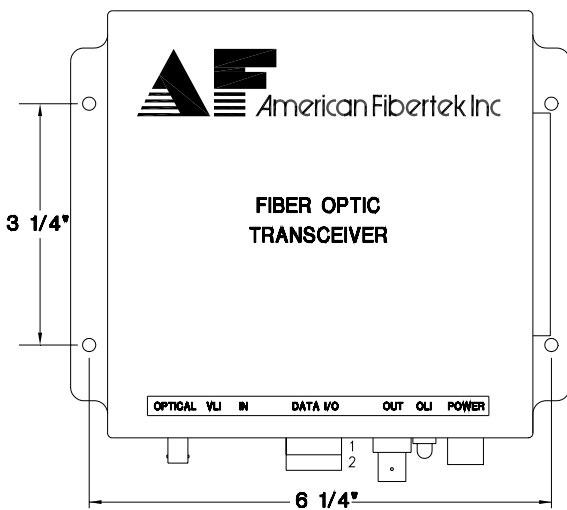 AF
American Fibertek Inc
FIBER OPTIC
TRANSCEIVER
3 1/4"
OPTICAL VLI IN DATA I/O OUT OLI POWER
1
2
6 1/4"